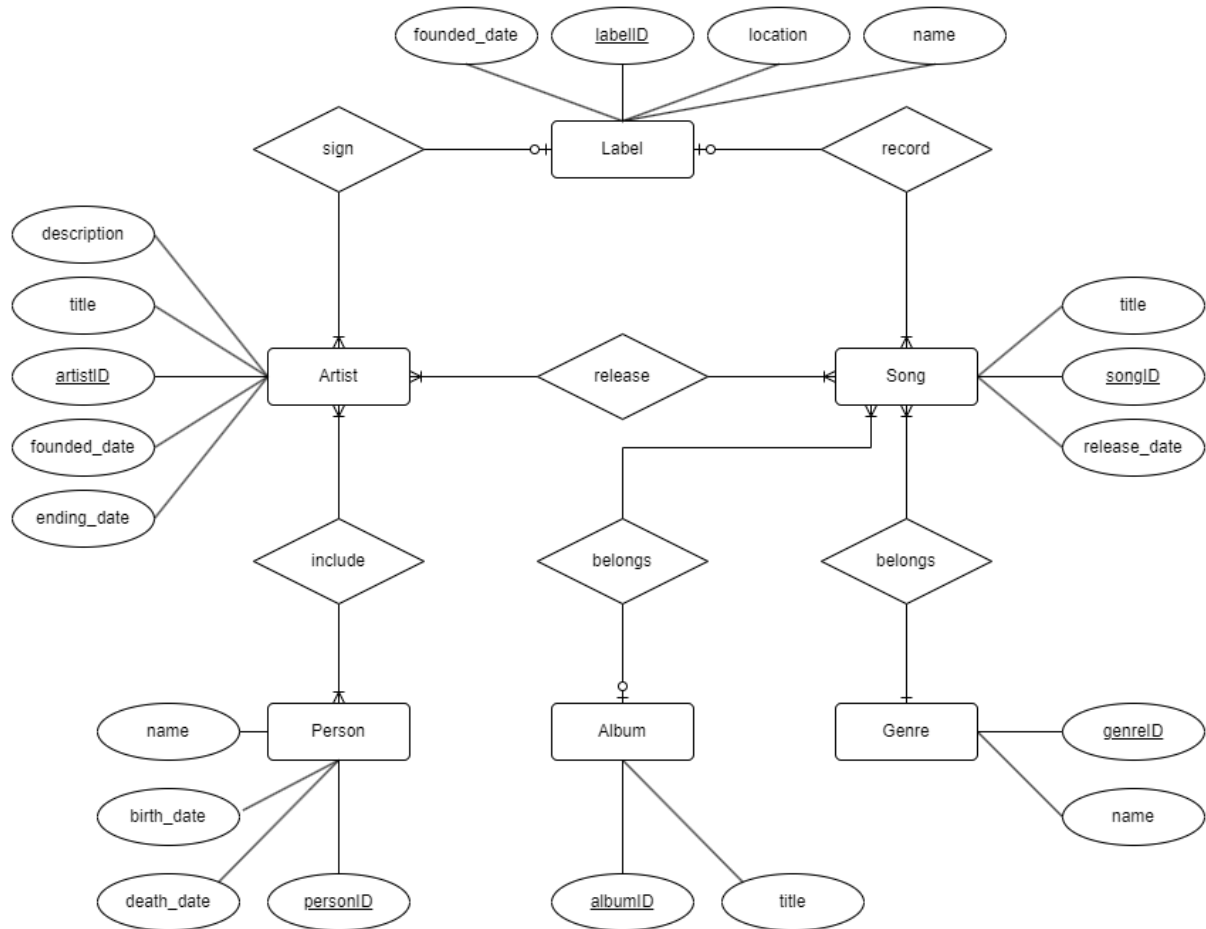 founded_date
labelID
location
name
sign
Label
record
description
title
artistID
founded_date
ending_date
Artist
release
Song
title
songID
release_date
include
belongs
belongs
name
Person
birth_date
death_date
personID
Album
albumID
title
Genre
genreID
name